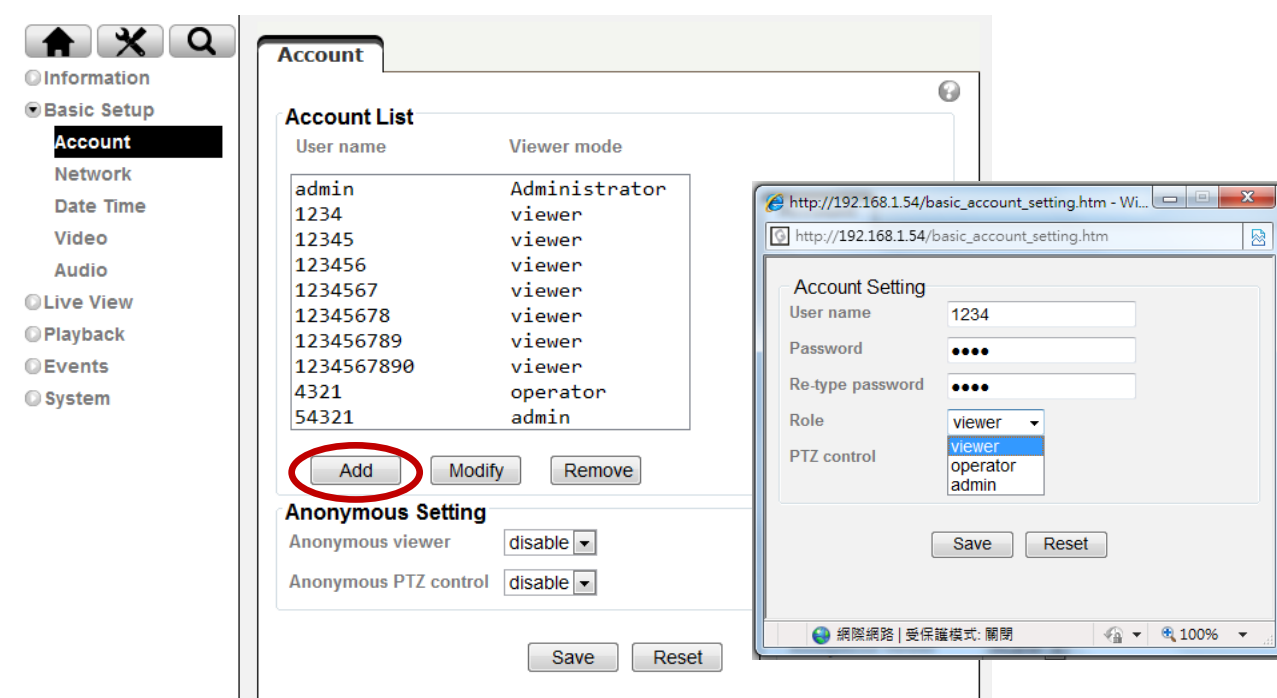 Information
Basic Setup
Account
Network
Date Time
Video
Audio
Live View
Playback
Events
System
Account
Account List
User name Viewer mode
admin Administrator
1234 viewer
12345 viewer
123456 viewer
1234567 viewer
12345678 viewer
123456789 viewer
1234567890 viewer
4321 operator
54321 admin
Add Modify Remove
Anonymous Setting
Anonymous viewer disable
Anonymous PTZ control disable
Save Reset
http://192.168.1.54/basic_account_setting.htm - Wi...
http://192.168.1.54/basic_account_setting.htm
Account Setting
User name 1234
Password ••••
Re-type password ••••
Role viewer
viewer
PTZ control operator
admin
Save Reset
網際網路 | 受保護模式: 關閉 100%